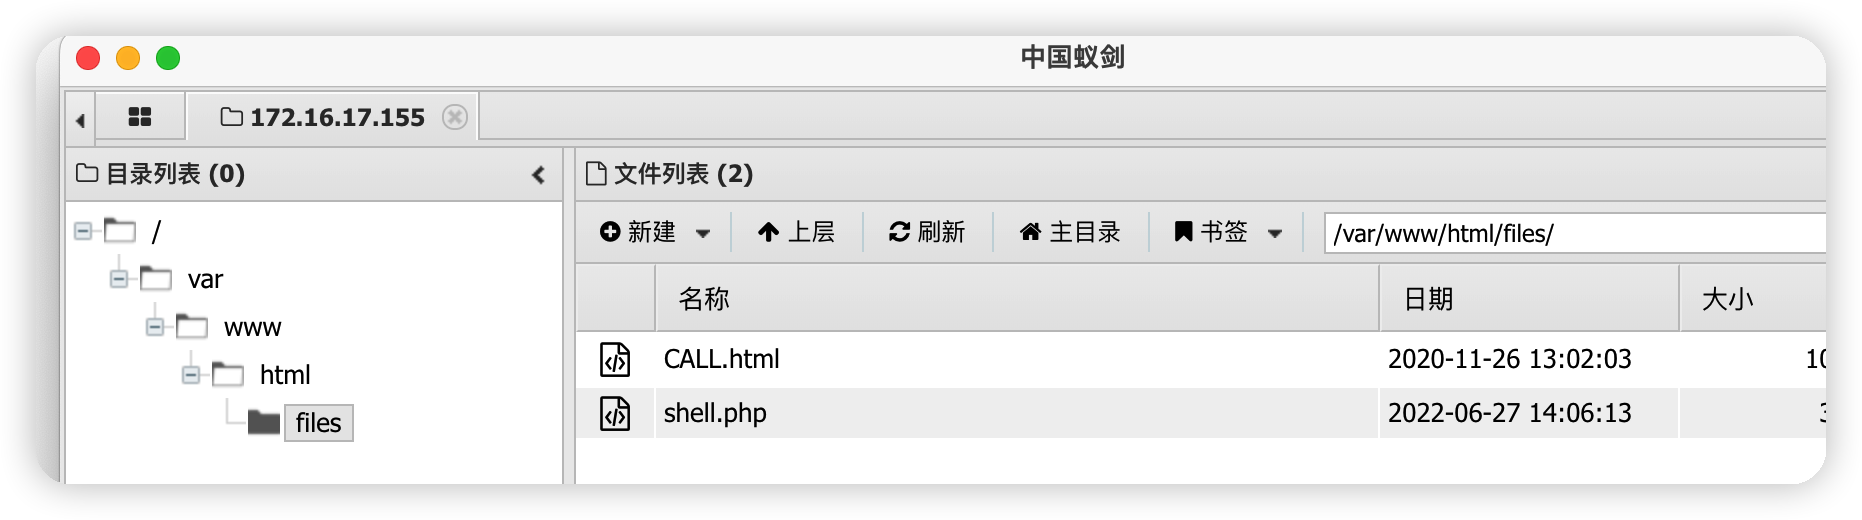 中国蚁剑
172.16.17.155
目录列表 (0)
文件列表 (2)
/
var
www
html
files
新建
上层
刷新
主目录
书签
/var/www/html/files/
名称
日期
大小
CALL.html
2020-11-26 13:02:03
10
shell.php
2022-06-27 14:06:13